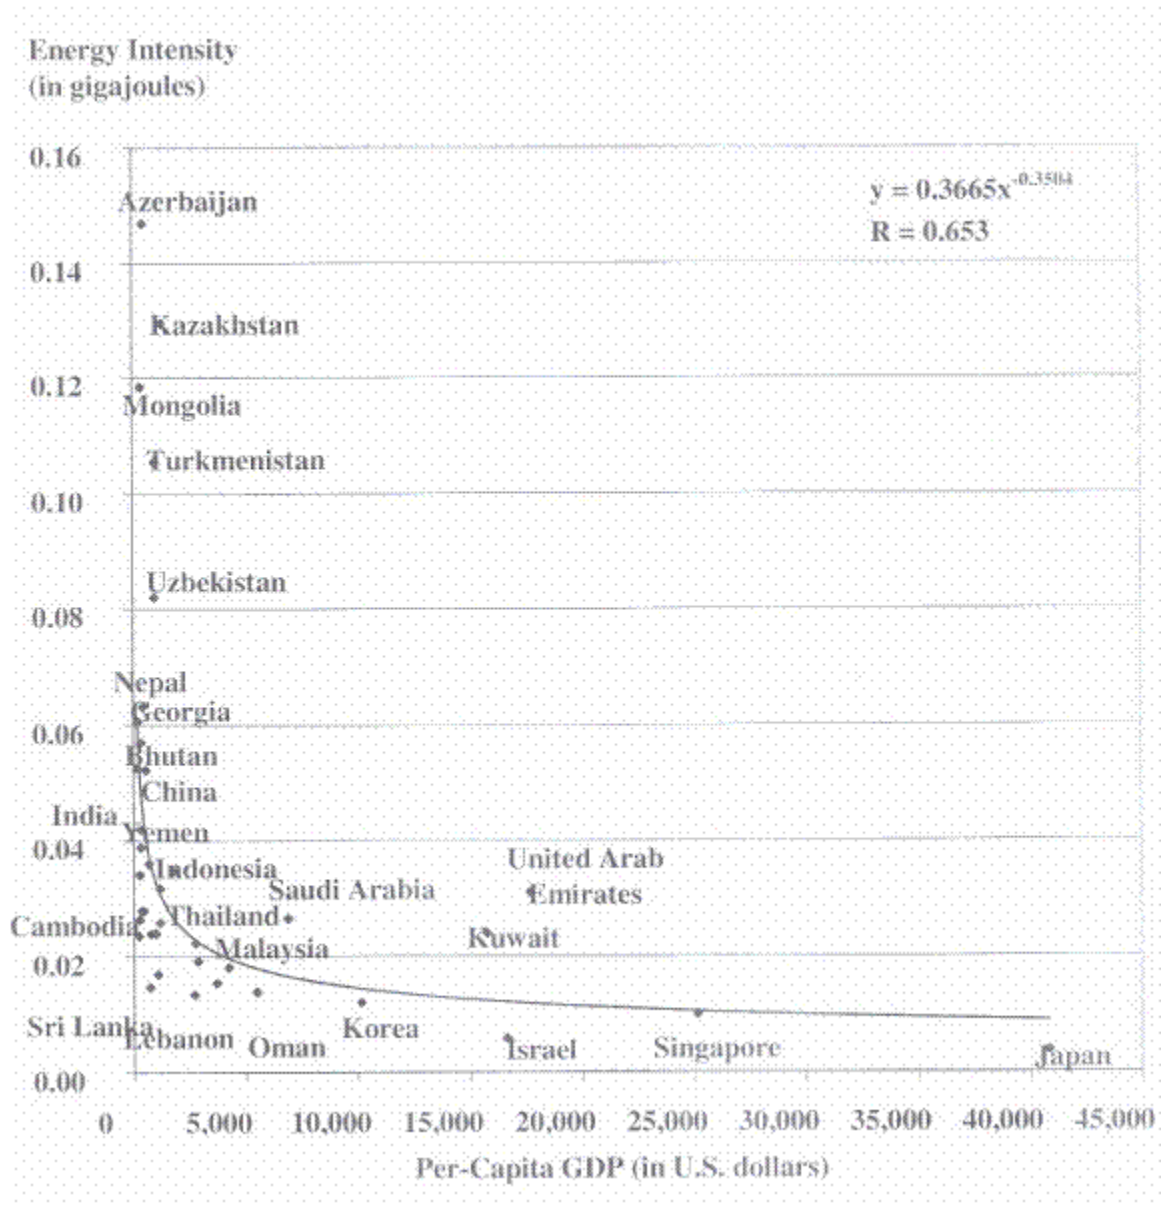 Energy Intensity
(in gigajoules)
0.16
y = 0.3665x^-0.3504
R = 0.653
Azerbaijan
0.14
Kazakhstan
0.12
Mongolia
Turkmenistan
0.10
Uzbekistan
0.08
Nepal
Georgia
0.06
Bhutan
China
India
Yemen
0.04
United Arab
Emirates
Indonesia
Saudi Arabia
Thailand
Cambodia
Kuwait
Malaysia
0.02
Sri Lanka
Lebanon
Oman
Korea
Israel
Singapore
Japan
0.00
0 5,000 10,000 15,000 20,000 25,000 30,000 35,000 40,000 45,000
Per-Capita GDP (in U.S. dollars)